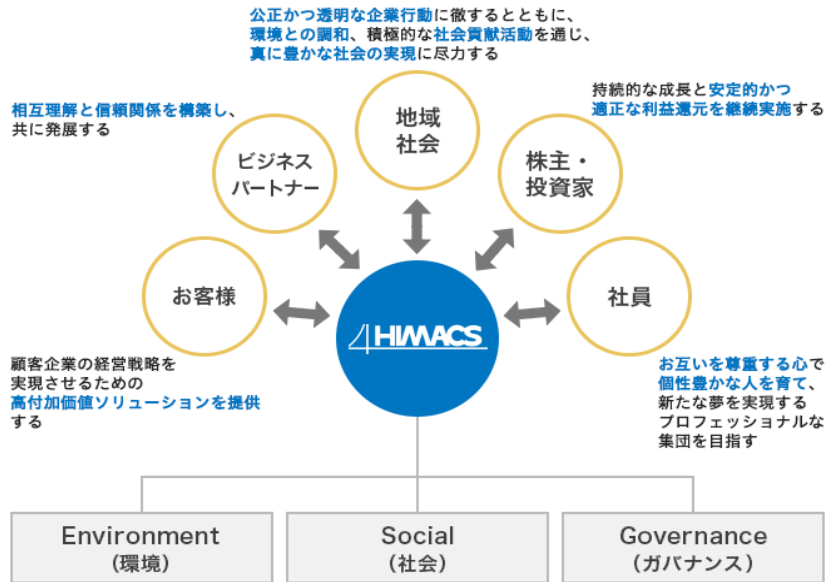 公正かつ透明な企業行動に徹するとともに、
環境との調和、積極的な社会貢献活動を通じ、
真に豊かな社会の実現に尽力する
相互理解と信頼関係を構築し、
共に発展する
持続的な成長と安定的かつ
適正な利益還元を継続実施する
地域
社会
ビジネス
パートナー
株主・
投資家
お客様
社員
HIMACS
顧客企業の経営戦略を
実現させるための
高付加価値ソリューションを提供
する
お互いを尊重する心で
個性豊かな人を育て、
新たな夢を実現する
プロフェッショナルな
集団を目指す
Environment
(環境)
Social
(社会)
Governance
(ガバナンス)